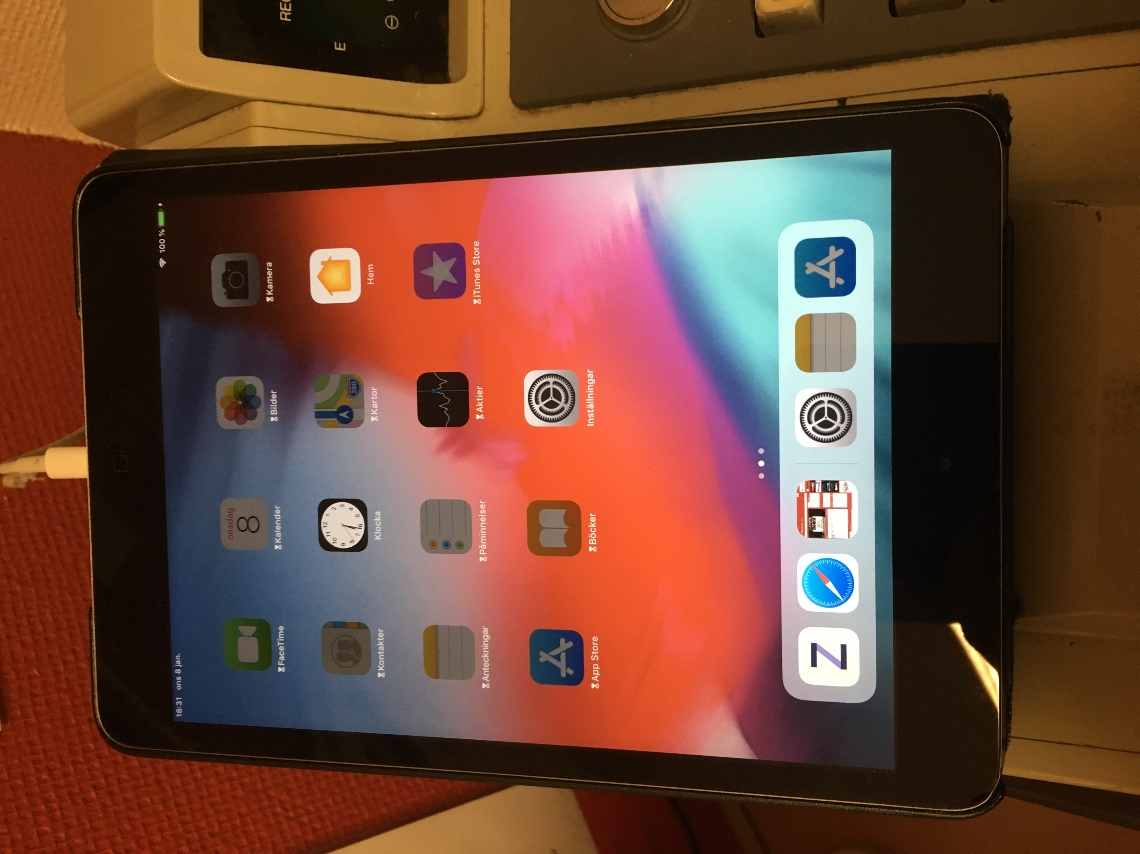 REC
E
18:31 ons 8 jan.
100 %
FaceTime
onsdag
8
Kalender
Bilder
Kamera
Kontakter
Klocka
Kartor
Hem
Anteckningar
Påminnelser
Aktier
iTunes Store
App Store
Böcker
Inställningar
Z